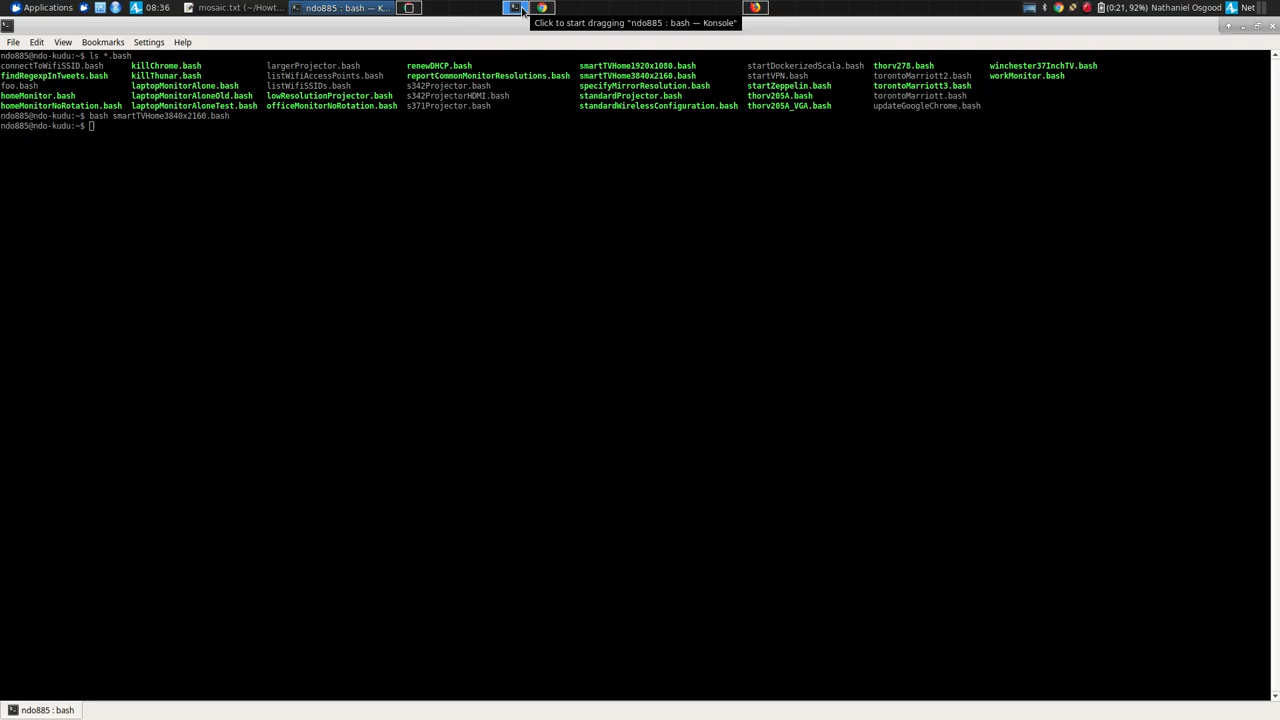 Applications mosaic.txt (~/Howt... ndo885 : bash — K... (0:21, 92%) Nathaniel Osgood Net
Click to start dragging "ndo885 : bash — Konsole"
File Edit View Bookmarks Settings Help
ndo885@ndo-kudu:~$ ls *.bash
connectToWifiSSID.bash killChrome.bash largerProjector.bash renewDHCP.bash smartTVHome1920x1080.bash startDockerizedScala.bash thorv278.bash winchester37InchTV.bash
findRegexpInTweets.bash killThunar.bash listWifiAccessPoints.bash reportCommonMonitorResolutions.bash smartTVHome3840x2160.bash startVPN.bash torontoMarriott2.bash workMonitor.bash
foo.bash laptopMonitorAlone.bash listWifiSSIDs.bash s342Projector.bash specifyMirrorResolution.bash startZeppelin.bash torontoMarriott3.bash
homeMonitor.bash laptopMonitorAloneOld.bash lowResolutionProjector.bash s342ProjectorHDMI.bash standardProjector.bash thorv205A.bash torontoMarriott.bash
homeMonitorNoRotation.bash laptopMonitorAloneTest.bash officeMonitorNoRotation.bash s371Projector.bash standardWirelessConfiguration.bash thorv205A_VGA.bash updateGoogleChrome.bash
ndo885@ndo-kudu:~$ bash smartTVHome3840x2160.bash
ndo885@ndo-kudu:~$
ndo885 : bash